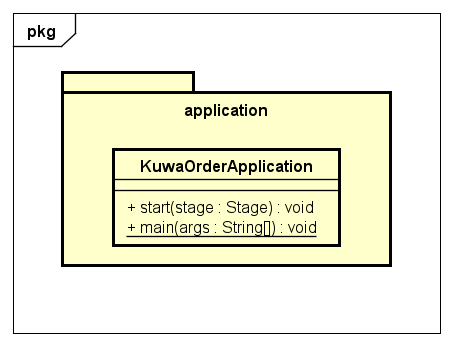 pkg
application
KuwaOrderApplication
+ start(stage : Stage) : void
+ main(args : String[]) : void